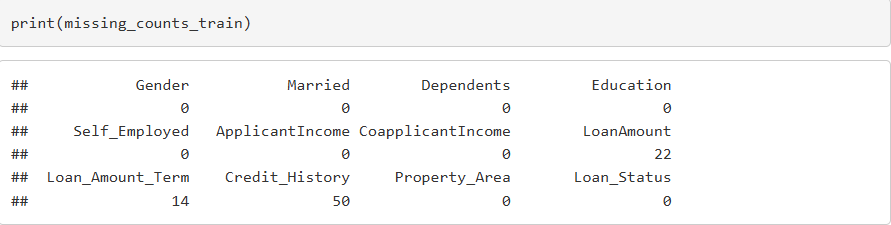 print(missing_counts_train)
## Gender Married Dependents Education
## 0 0 0 0
## Self_Employed ApplicantIncome CoapplicantIncome LoanAmount
## 0 0 0 22
## Loan_Amount_Term Credit_History Property_Area Loan_Status
## 14 50 0 0